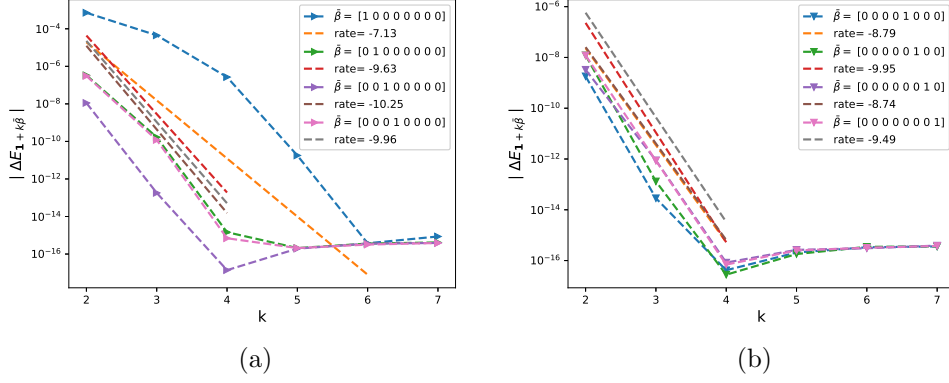 10⁻⁴
10⁻⁶
10⁻⁸
10⁻¹⁰
10⁻¹²
10⁻¹⁴
10⁻¹⁶
| ΔE₁₊ₖβ̄ |
2 3 4 5 6 7
k
β̄ = [1 0 0 0 0 0 0 0]
rate= -7.13
β̄ = [0 1 0 0 0 0 0 0]
rate= -9.63
β̄ = [0 0 1 0 0 0 0 0]
rate= -10.25
β̄ = [0 0 0 1 0 0 0 0]
rate= -9.96
(a)
10⁻⁶
10⁻⁸
10⁻¹⁰
10⁻¹²
10⁻¹⁴
10⁻¹⁶
| ΔE₁₊ₖβ̄ |
2 3 4 5 6 7
k
β̄ = [0 0 0 0 1 0 0 0]
rate= -8.79
β̄ = [0 0 0 0 0 1 0 0]
rate= -9.95
β̄ = [0 0 0 0 0 0 1 0]
rate= -8.74
β̄ = [0 0 0 0 0 0 0 1]
rate= -9.49
(b)